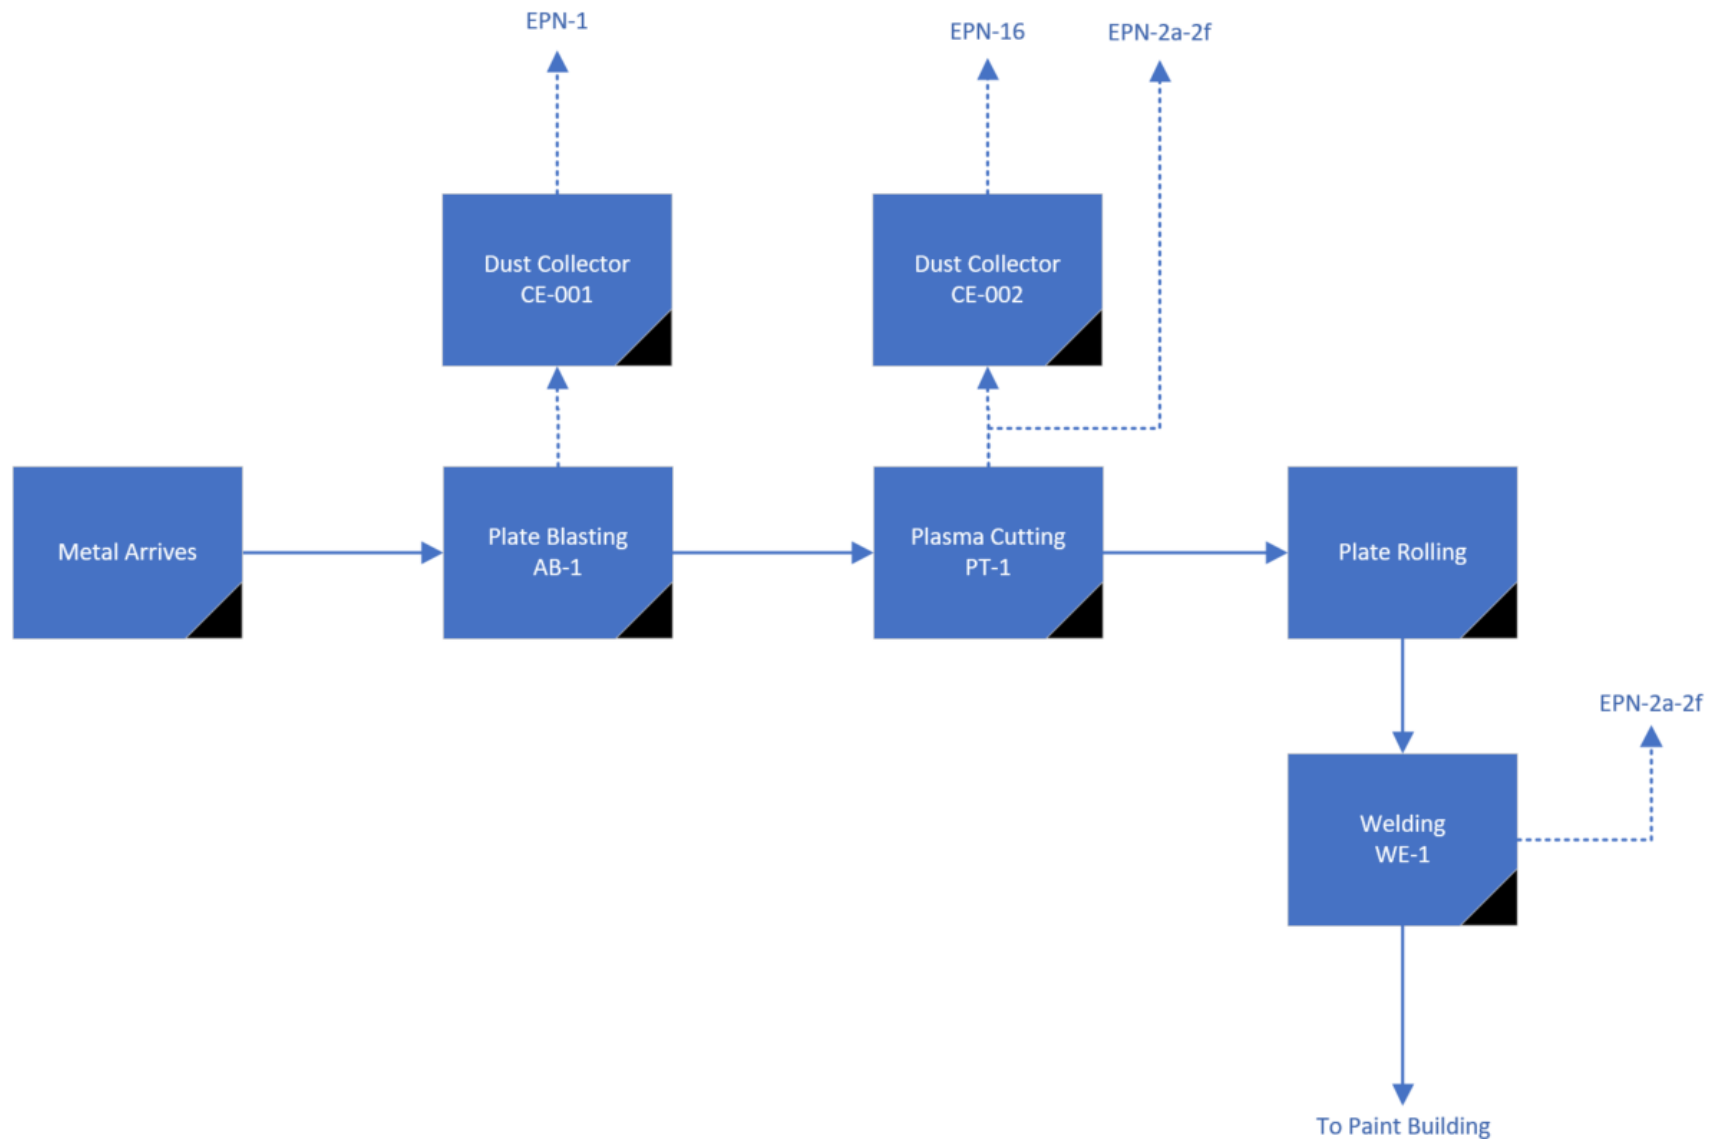 EPN-1
EPN-16
EPN-2a-2f
Dust Collector
CE-001
Dust Collector
CE-002
Metal Arrives
Plate Blasting
AB-1
Plasma Cutting
PT-1
Plate Rolling
EPN-2a-2f
Welding
WE-1
To Paint Building